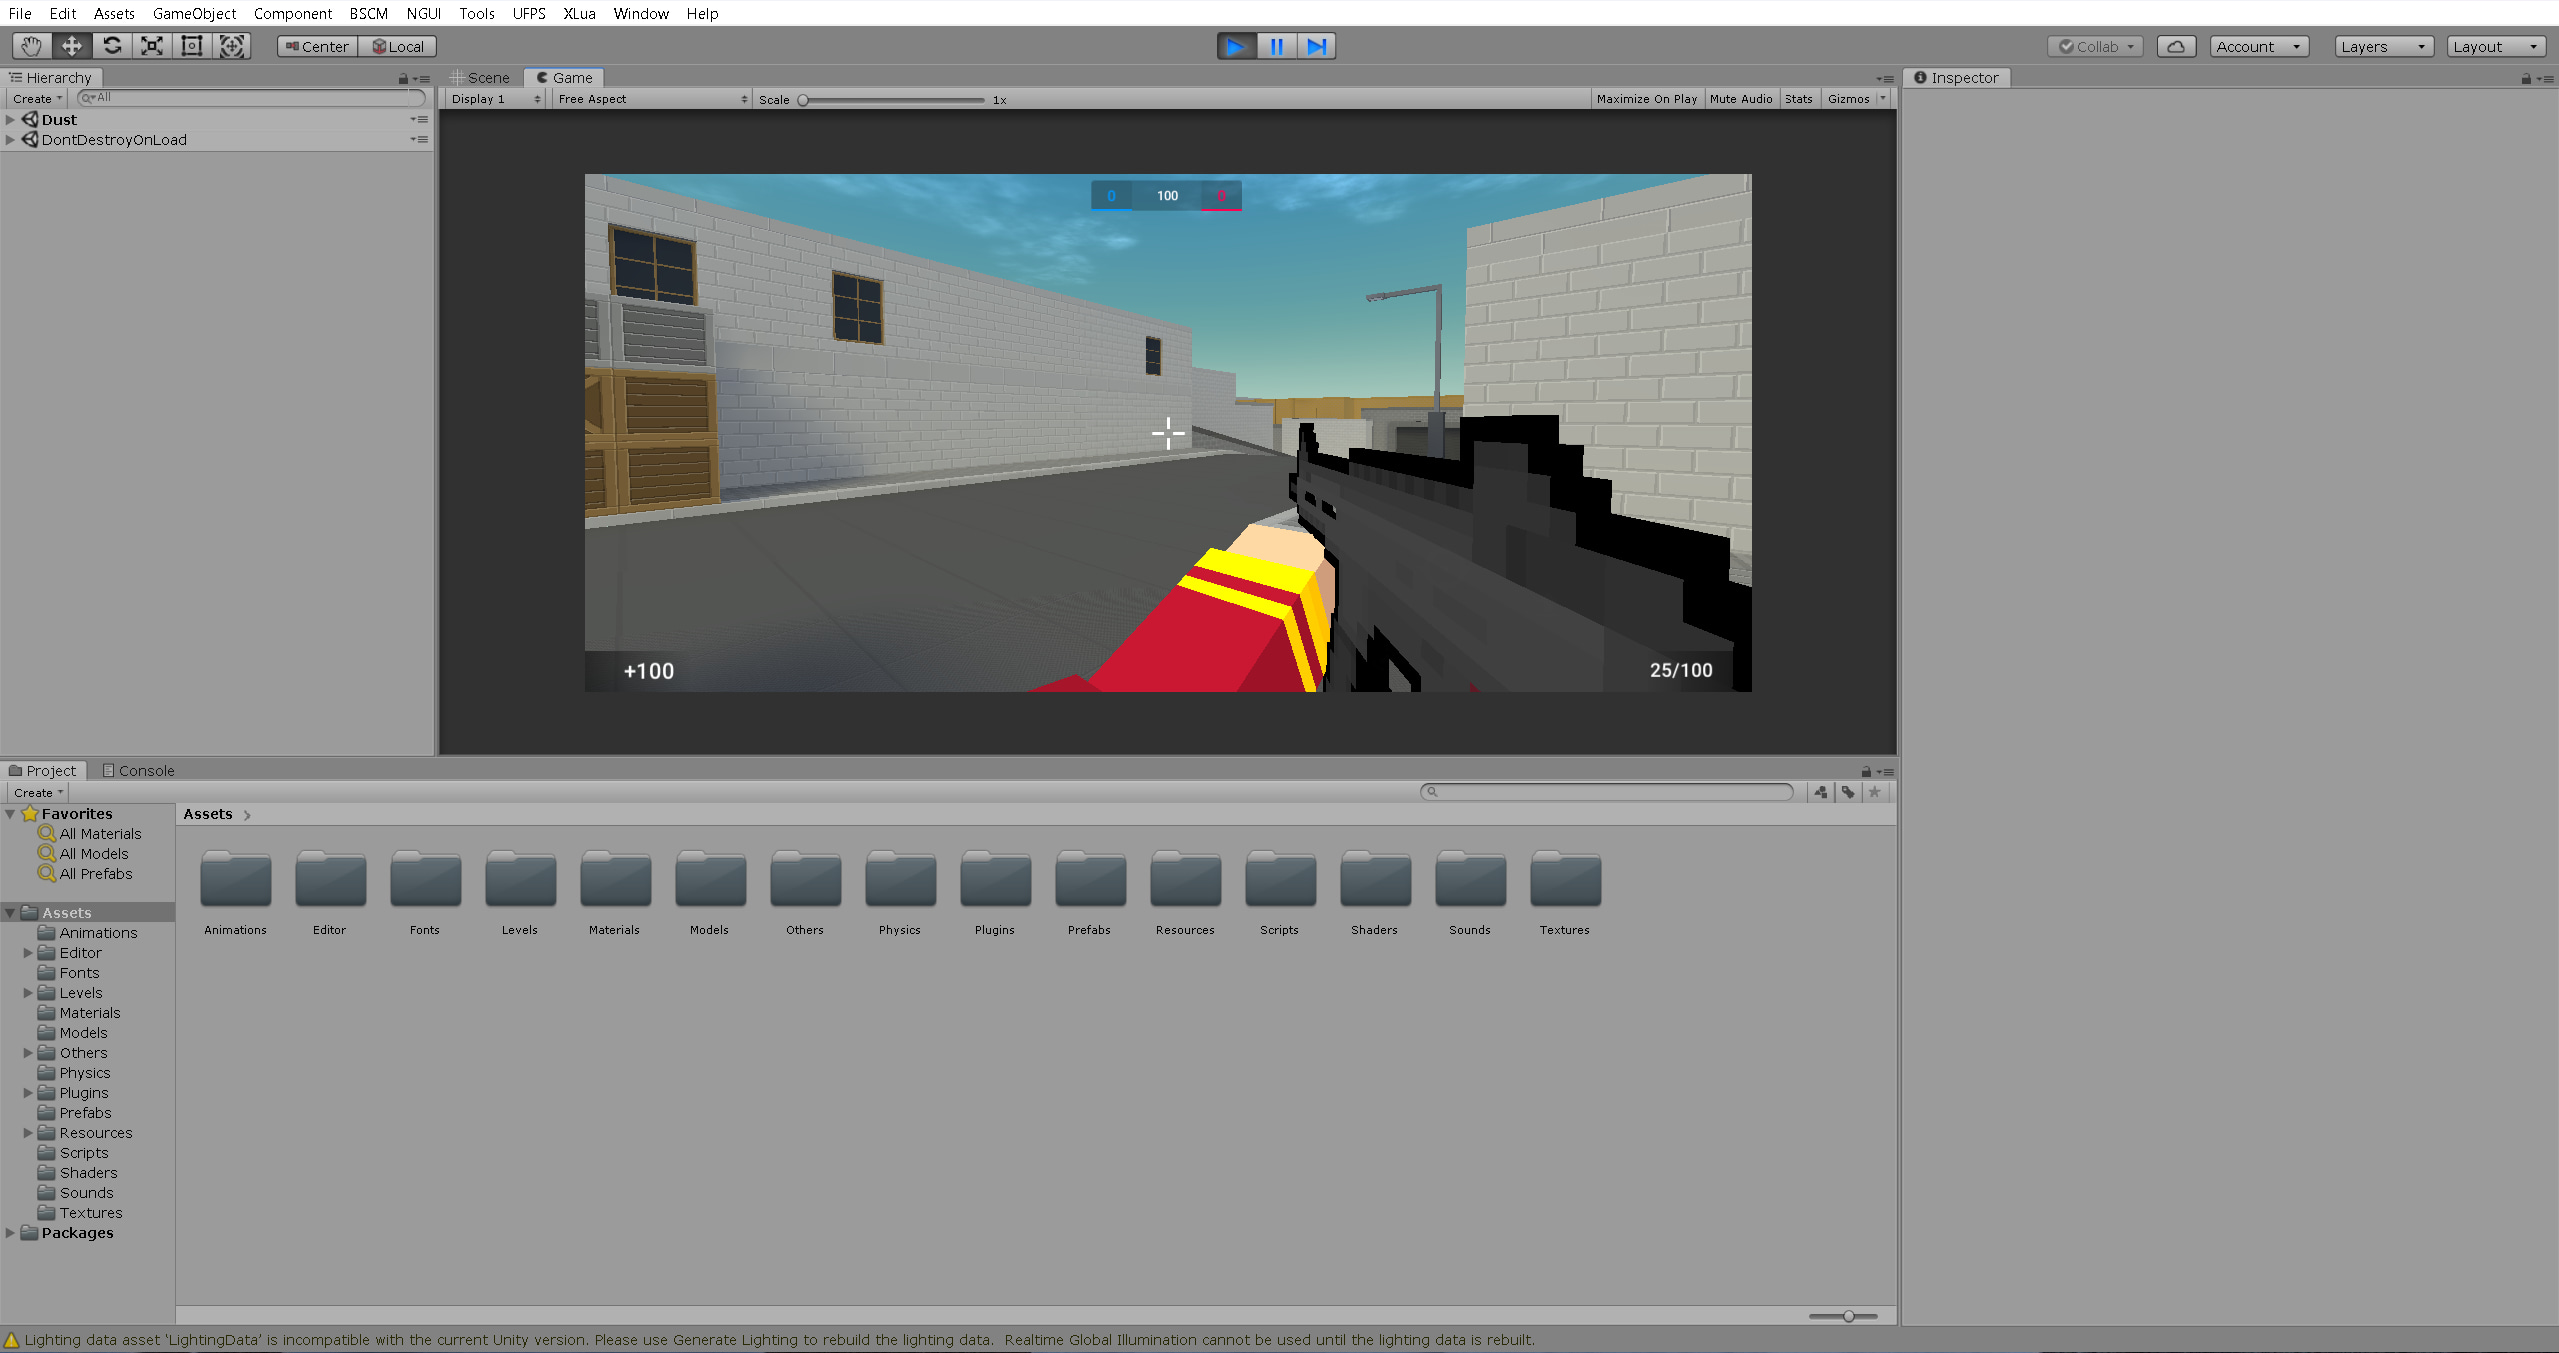 File Edit Assets GameObject Component BSCM NGUI Tools UFPS XLua Window Help
Center Local Collab Account Layers Layout
Hierarchy
Create All
Dust
DontDestroyOnLoad
Scene Game
Display 1 Free Aspect Scale 1x Maximize On Play Mute Audio Stats Gizmos
0 100 0
+100 25/100
Inspector
Project Console
Create
Favorites
All Materials
All Models
All Prefabs
Assets
Animations
Editor
Fonts
Levels
Materials
Models
Others
Physics
Plugins
Prefabs
Resources
Scripts
Shaders
Sounds
Textures
Packages
Assets
Animations Editor Fonts Levels Materials Models Others Physics Plugins Prefabs Resources Scripts Shaders Sounds Textures
Lighting data asset 'LightingData' is incompatible with the current Unity version. Please use Generate Lighting to rebuild the lighting data. Realtime Global Illumination cannot be used until the lighting data is rebuilt.